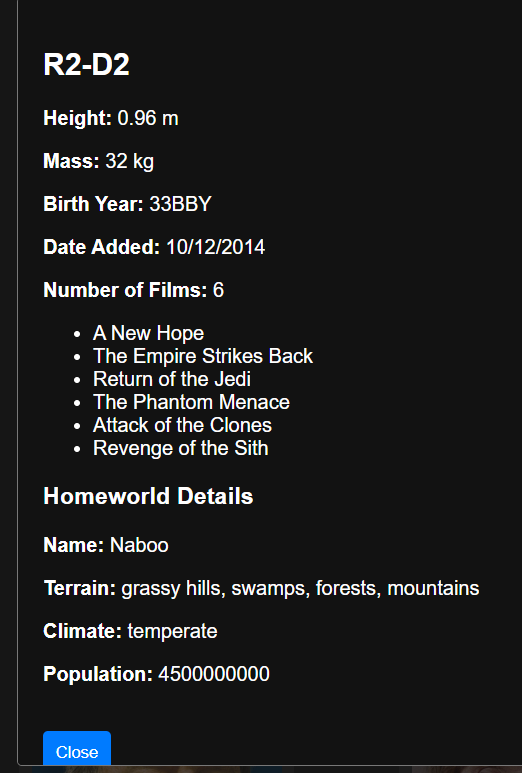 R2-D2
Height: 0.96 m
Mass: 32 kg
Birth Year: 33BBY
Date Added: 10/12/2014
Number of Films: 6
• A New Hope
• The Empire Strikes Back
• Return of the Jedi
• The Phantom Menace
• Attack of the Clones
• Revenge of the Sith
Homeworld Details
Name: Naboo
Terrain: grassy hills, swamps, forests, mountains
Climate: temperate
Population: 4500000000
Close